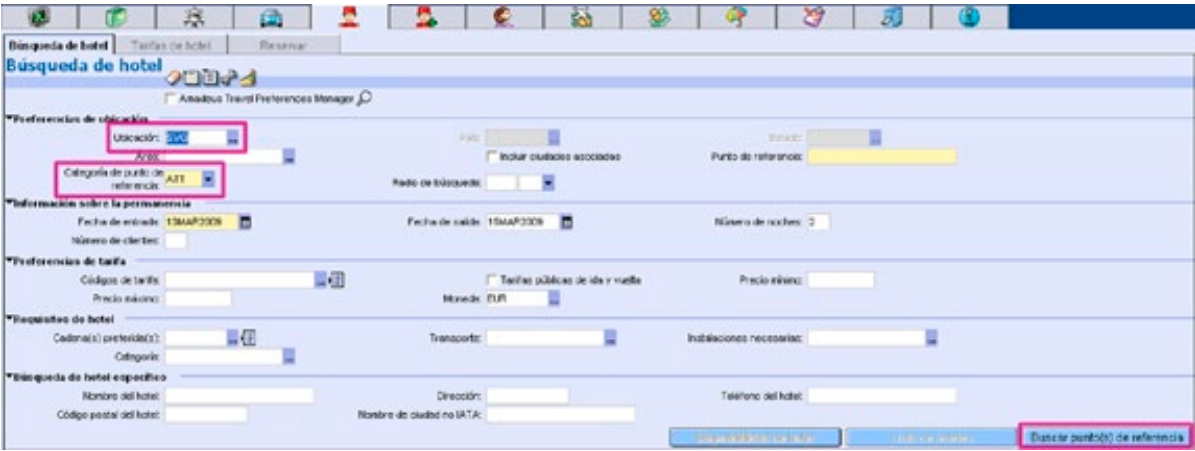 Búsqueda de hotel Tarifas de hotel Reservar
Búsqueda de hotel
Amadeus Travel Preferences Manager
Preferencias de ubicación
Ubicación: País: Estado:
Área: Incluir ciudades asociadas Punto de referencia:
Categoría de punto de referencia: Radio de búsqueda:
Información sobre la permanencia
Fecha de entrada: 13MAR2009 Fecha de salida: 15MAR2009 Número de noches: 2
Número de clientes:
Preferencias de tarifa
Códigos de tarifa: Tarifas públicas de ida y vuelta Precio mínimo:
Precio máximo: Moneda: EUR
Requisitos de hotel
Cadena(s) preferida(s): Transporte: Instalaciones necesarias:
Categoría:
Búsqueda de hotel específico
Nombre del hotel: Dirección: Teléfono del hotel:
Código postal del hotel: Nombre de ciudad no IATA:
Buscar punto(s) de referencia